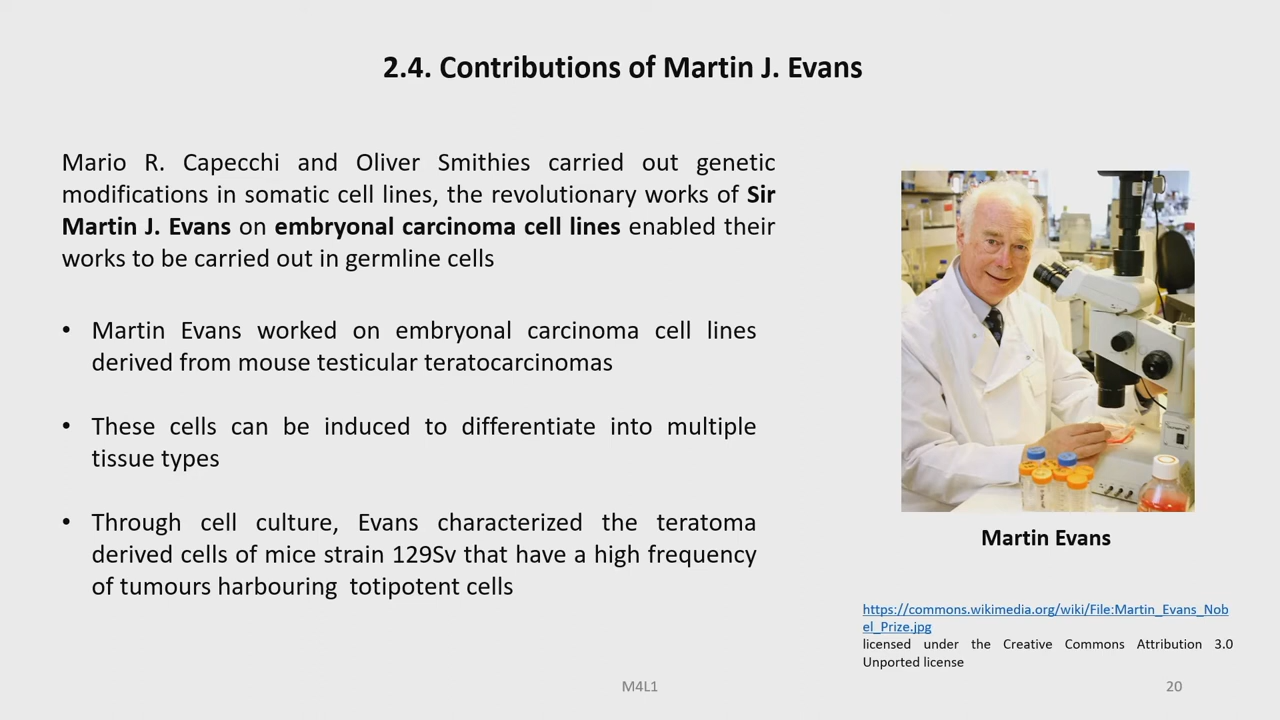 2.4. Contributions of Martin J. Evans
Mario R. Capecchi and Oliver Smithies carried out genetic
modifications in somatic cell lines, the revolutionary works of Sir
Martin J. Evans on embryonal carcinoma cell lines enabled their
works to be carried out in germline cells
• Martin Evans worked on embryonal carcinoma cell lines
derived from mouse testicular teratocarcinomas
• These cells can be induced to differentiate into multiple
tissue types
• Through cell culture, Evans characterized the teratoma
derived cells of mice strain 129Sv that have a high frequency
of tumours harbouring totipotent cells
Martin Evans
https://commons.wikimedia.org/wiki/File:Martin_Evans_Nob
el_Prize.jpg
licensed under the Creative Commons Attribution 3.0
Unported license
M4L1
20